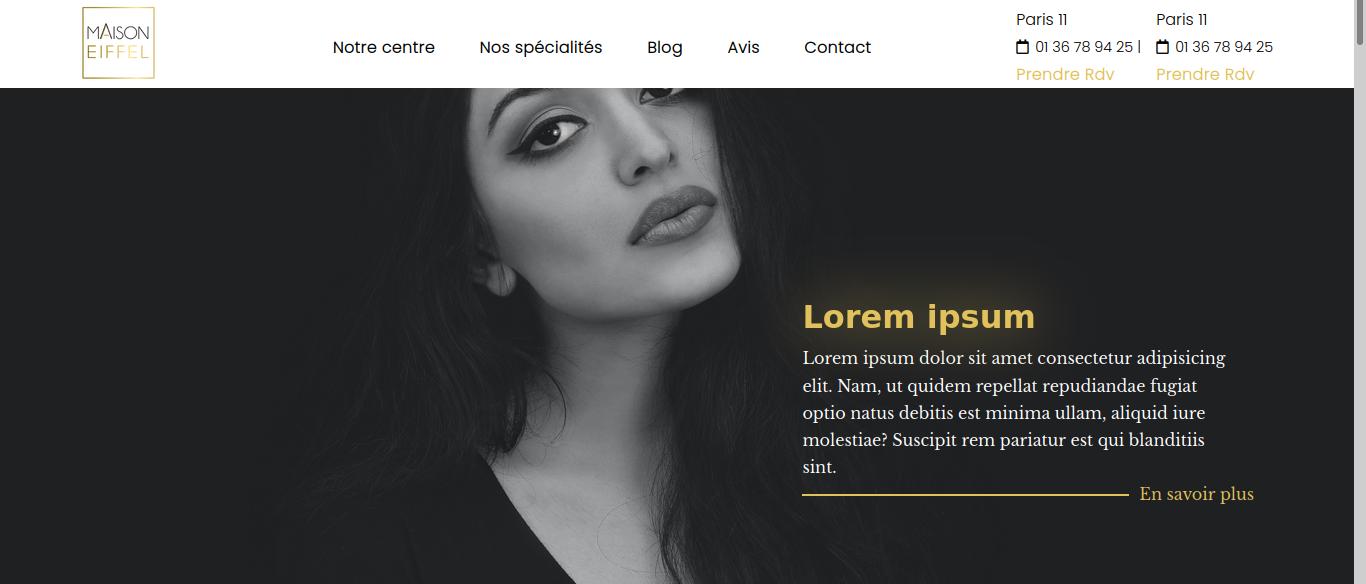 MAISON
EIFFEL
Notre centre
Nos spécialités
Blog
Avis
Contact
Paris 11
01 36 78 94 25 |
Prendre Rdv
Paris 11
01 36 78 94 25
Prendre Rdv
Lorem ipsum
Lorem ipsum dolor sit amet consectetur adipisicing
elit. Nam, ut quidem repellat repudiandae fugiat
optio natus debitis est minima ullam, aliquid iure
molestiae? Suscipit rem pariatur est qui blanditiis
sint.
En savoir plus